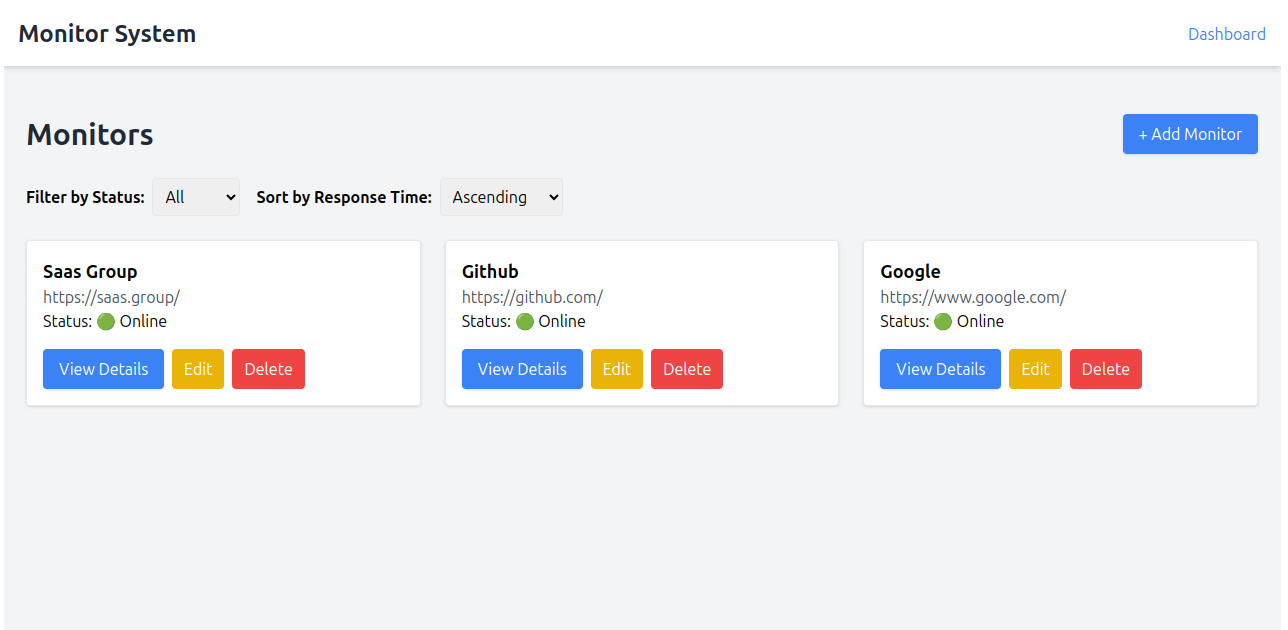 Monitor System
Dashboard
Monitors
+ Add Monitor
Filter by Status: All Sort by Response Time: Ascending
Saas Group
https://saas.group/
Status: 🟢 Online
View Details Edit Delete
Github
https://github.com/
Status: 🟢 Online
View Details Edit Delete
Google
https://www.google.com/
Status: 🟢 Online
View Details Edit Delete